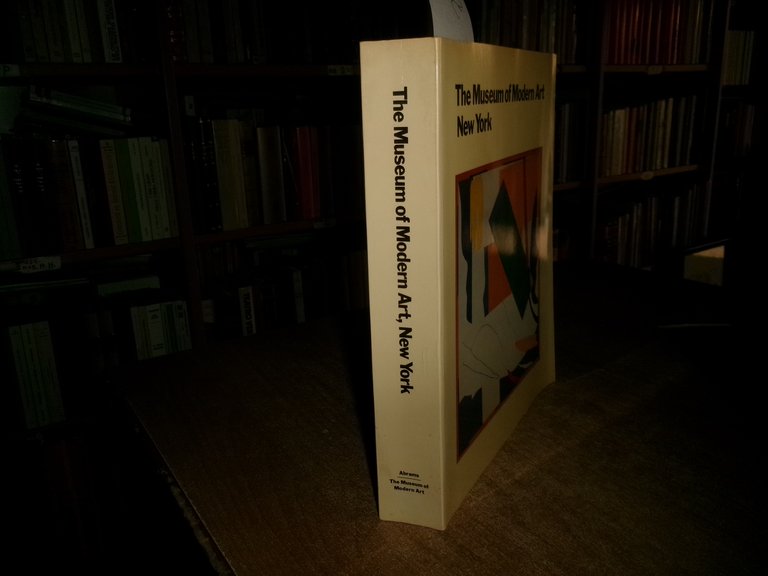 The Museum of Modern Art, New York
Abrams
The Museum of
Modern Art
The Museum of Modern Art
New York